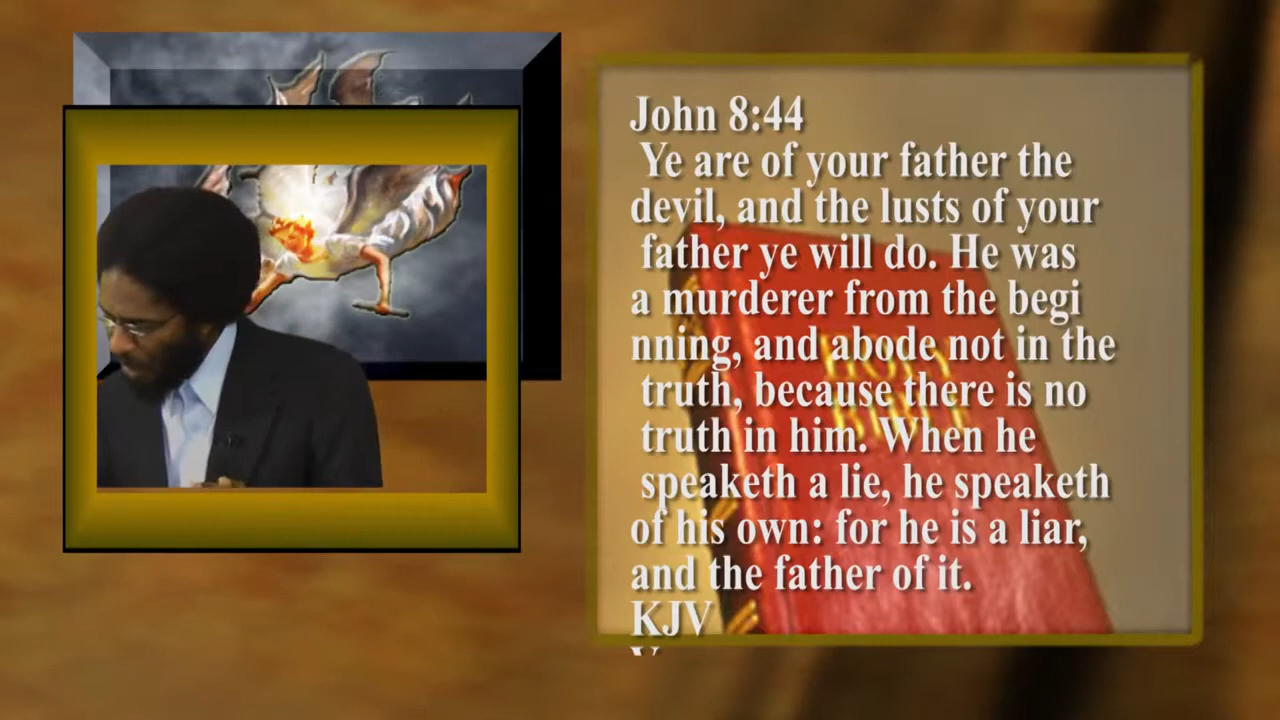 John 8:44
Ye are of your father the
devil, and the lusts of your
father ye will do. He was
a murderer from the begi
nning, and abode not in the
truth, because there is no
truth in him. When he
speaketh a lie, he speaketh
of his own: for he is a liar,
and the father of it.
KJV
HOLY